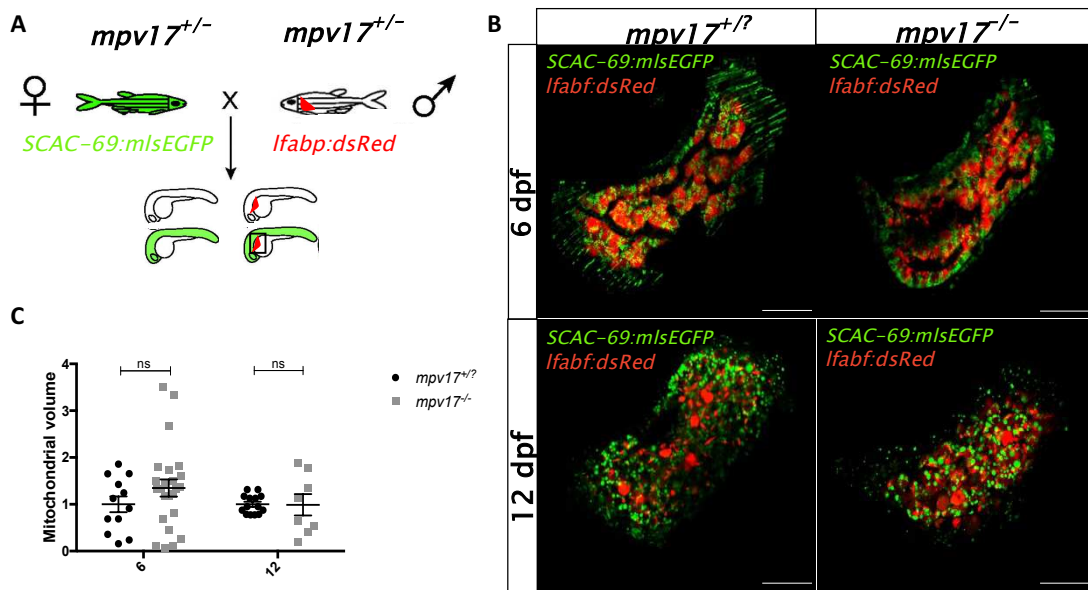 A
mpv17+/-
mpv17+/-
X
SCAC-69:mlsEGFP
lfabp:dsRed
B
mpv17+/?
mpv17-/-
6 dpf
SCAC-69:mlsEGFP
lfabf:dsRed
SCAC-69:mlsEGFP
lfabf:dsRed
12 dpf
SCAC-69:mlsEGFP
lfabf:dsRed
SCAC-69:mlsEGFP
lfabf:dsRed
C
Mitochondrial volume
4
3
2
1
0
ns
ns
6
12
mpv17+/?
mpv17-/-